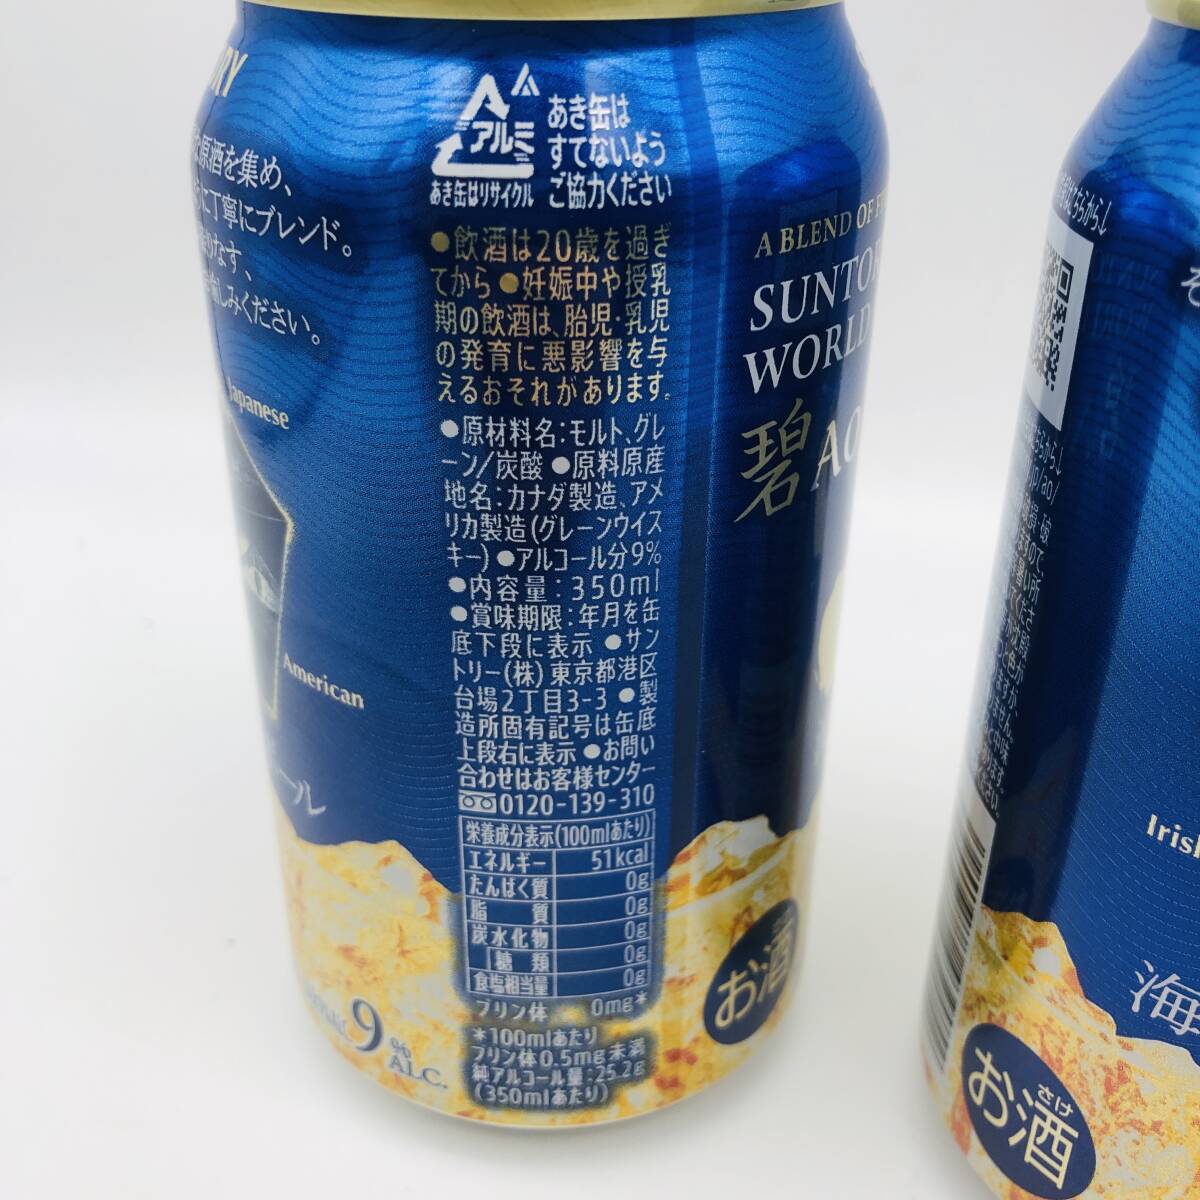 原酒を集め、
に丁寧にブレンド。
りなす、
しみください。
Japanese
American
ール
9%
ALC.
アルミ
あき缶はリサイクル
あき缶は
すてないよう
ご協力ください
●飲酒は20歳を過ぎ
てから●妊娠中や授乳
期の飲酒は、胎児・乳児
の発育に悪影響を与
えるおそれがあります。
●原材料名:モルト、グレ
ーン/炭酸 ●原料原産
地名:カナダ製造、アメ
リカ製造(グレーンウイス
キー) ●アルコール分9%
●内容量:350ml
●賞味期限:年月を缶
底下段に表示 ●サン
トリー(株)東京都港区
台場2丁目3-3 ●製
造所固有記号は缶底
上段右に表示 ●お問い
合わせはお客様センター
0120-139-310
栄養成分表示(100mlあたり)
エネルギー 51kcal
たんぱく質 0g
脂質 0g
炭水化物 0g
糖類 0g
食塩相当量 0g
プリン体 0mg*
*100mlあたり
プリン体0.5mg未満
純アルコール量:25.2g
(350mlあたり)
A BLEND OF
SUNTO
WORLD
碧 AO
お酒
Irish
海
お酒
さけ